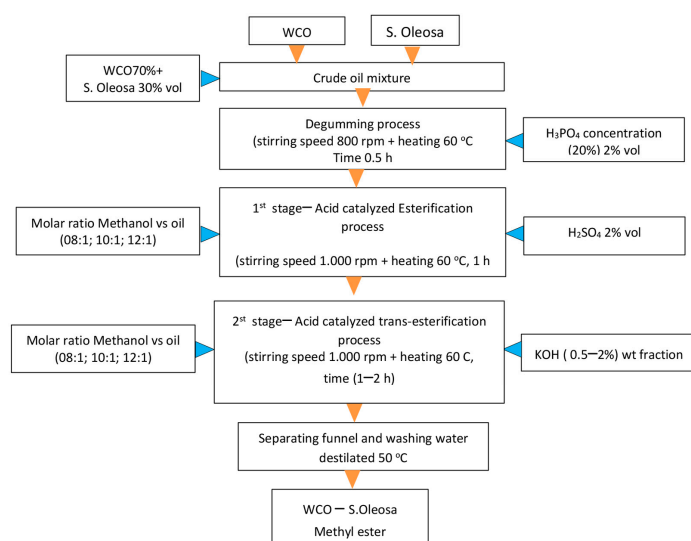 WCO
S. Oleosa
WCO70%+
S. Oleosa 30% vol
Crude oil mixture
Degumming process
(stirring speed 800 rpm + heating 60 °C
Time 0.5 h
H₃PO₄ concentration
(20%) 2% vol
Molar ratio Methanol vs oil
(08:1; 10:1; 12:1)
1st stage— Acid catalyzed Esterification
process
(stirring speed 1.000 rpm + heating 60 °C, 1 h
H₂SO₄ 2% vol
Molar ratio Methanol vs oil
(08:1; 10:1; 12:1)
2st stage— Acid catalyzed trans-esterification
process
(stirring speed 1.000 rpm + heating 60 C,
time (1—2 h)
KOH ( 0.5—2%) wt fraction
Separating funnel and washing water
destilated 50 °C
WCO — S.Oleosa
Methyl ester